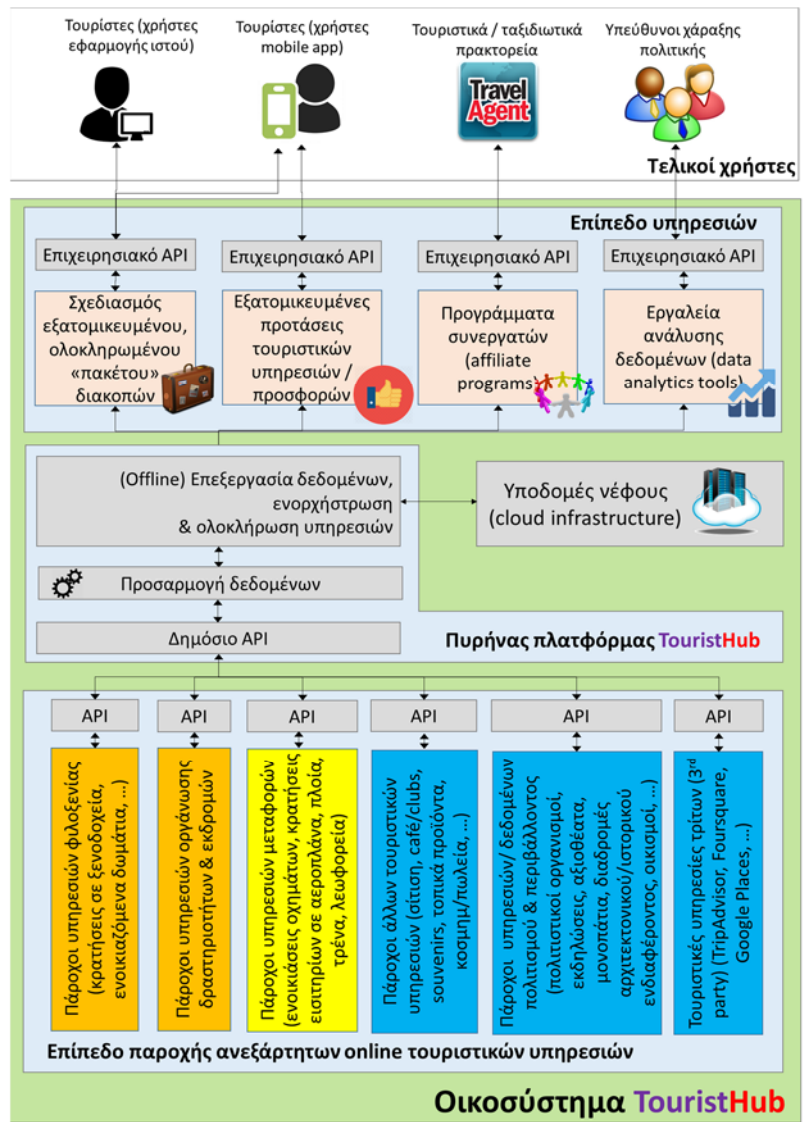 Τουρίστες (χρήστες
εφαρμογής ιστού)
Τουρίστες (χρήστες
mobile app)
Τουριστικά / ταξιδιωτικά
πρακτορεία
Υπεύθυνοι χάραξης
πολιτικής
Travel
Agent
Τελικοί χρήστες
Επίπεδο υπηρεσιών
Επιχειρησιακό API
Επιχειρησιακό API
Επιχειρησιακό API
Επιχειρησιακό API
Σχεδιασμός
εξατομικευμένου,
ολοκληρωμένου
«πακέτου»
διακοπών
Εξατομικευμένες
προτάσεις
τουριστικών
υπηρεσιών /
προσφορών
Προγράμματα
συνεργατών
(affiliate
programs)
Εργαλεία
ανάλυσης
δεδομένων (data
analytics tools)
(Offline) Επεξεργασία δεδομένων,
ενορχήστρωση
& ολοκλήρωση υπηρεσιών
Υποδομές νέφους
(cloud infrastructure)
Προσαρμογή δεδομένων
Δημόσιο API
Πυρήνας πλατφόρμας TouristHub
API
API
API
API
API
API
Πάροχοι υπηρεσιών φιλοξενίας
(κρατήσεις σε ξενοδοχεία,
ενοικιαζόμενα δωμάτια, ...)
Πάροχοι υπηρεσιών οργάνωσης
δραστηριοτήτων & εκδρομών
Πάροχοι υπηρεσιών μεταφορών
(ενοικιάσεις οχημάτων, κρατήσεις
εισιτηρίων σε αεροπλάνα, πλοία,
τρένα, λεωφορεία)
Πάροχοι άλλων τουριστικών
υπηρεσιών (σίτιση, café/clubs,
souvenirs, τοπικά προϊόντα,
κοσμημ/πωλεία, ...)
Πάροχοι υπηρεσιών/ δεδομένων
πολιτισμού & περιβάλλοντος
(πολιτιστικοί οργανισμοί,
εκδηλώσεις, αξιοθέατα,
μονοπάτια, διαδρομές
αρχιτεκτονικού/ιστορικού
ενδιαφέροντος, οικισμοί, ...)
Τουριστικές υπηρεσίες τρίτων (3rd
party) (TripAdvisor, Foursquare,
Google Places, ...)
Επίπεδο παροχής ανεξάρτητων online τουριστικών υπηρεσιών
Οικοσύστημα TouristHub